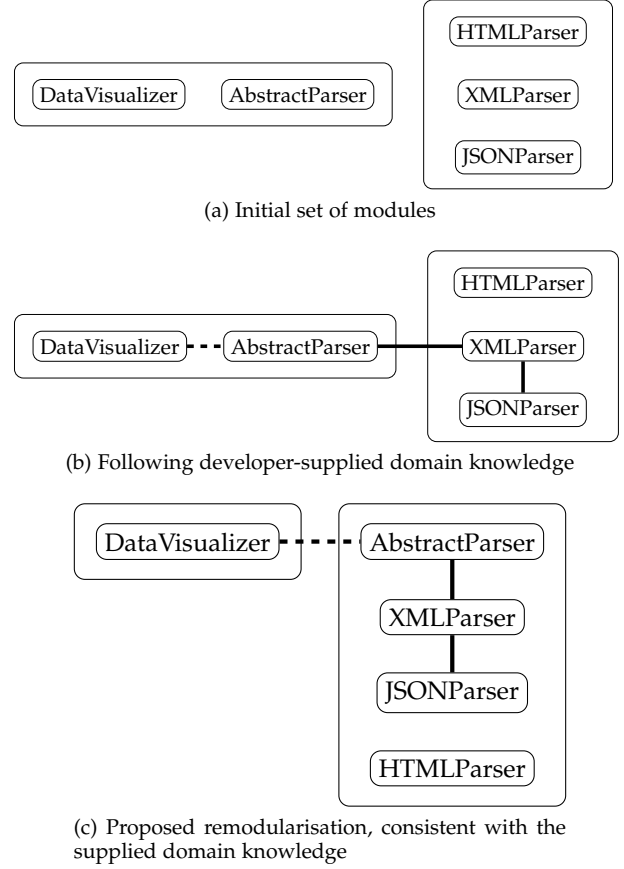 HTMLParser
DataVisualizer AbstractParser XMLParser
JSONParser
(a) Initial set of modules
HTMLParser
DataVisualizer AbstractParser XMLParser
JSONParser
(b) Following developer-supplied domain knowledge
DataVisualizer AbstractParser
XMLParser
JSONParser
HTMLParser
(c) Proposed remodularisation, consistent with the
supplied domain knowledge